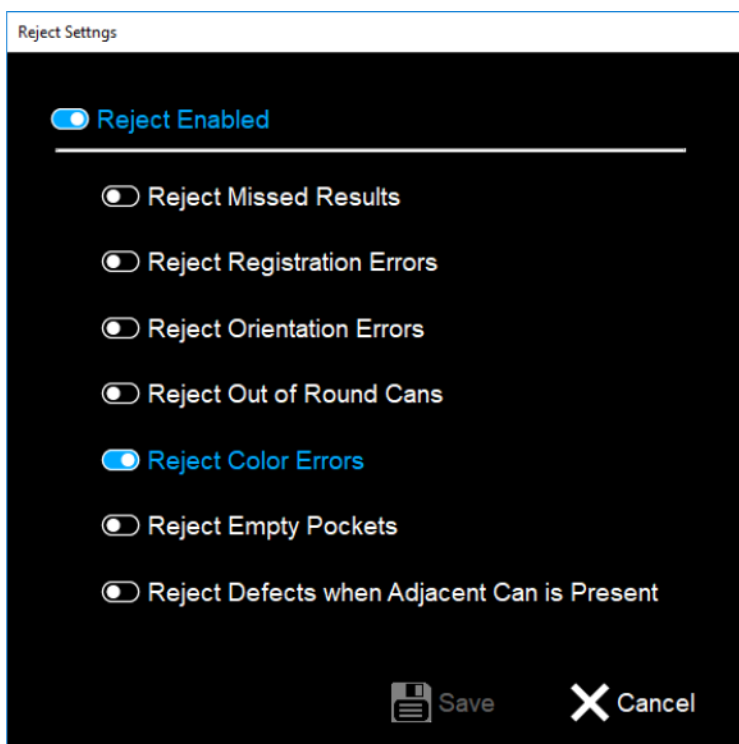 Reject Settngs
Reject Enabled
Reject Missed Results
Reject Registration Errors
Reject Orientation Errors
Reject Out of Round Cans
Reject Color Errors
Reject Empty Pockets
Reject Defects when Adjacent Can is Present
Save
Cancel